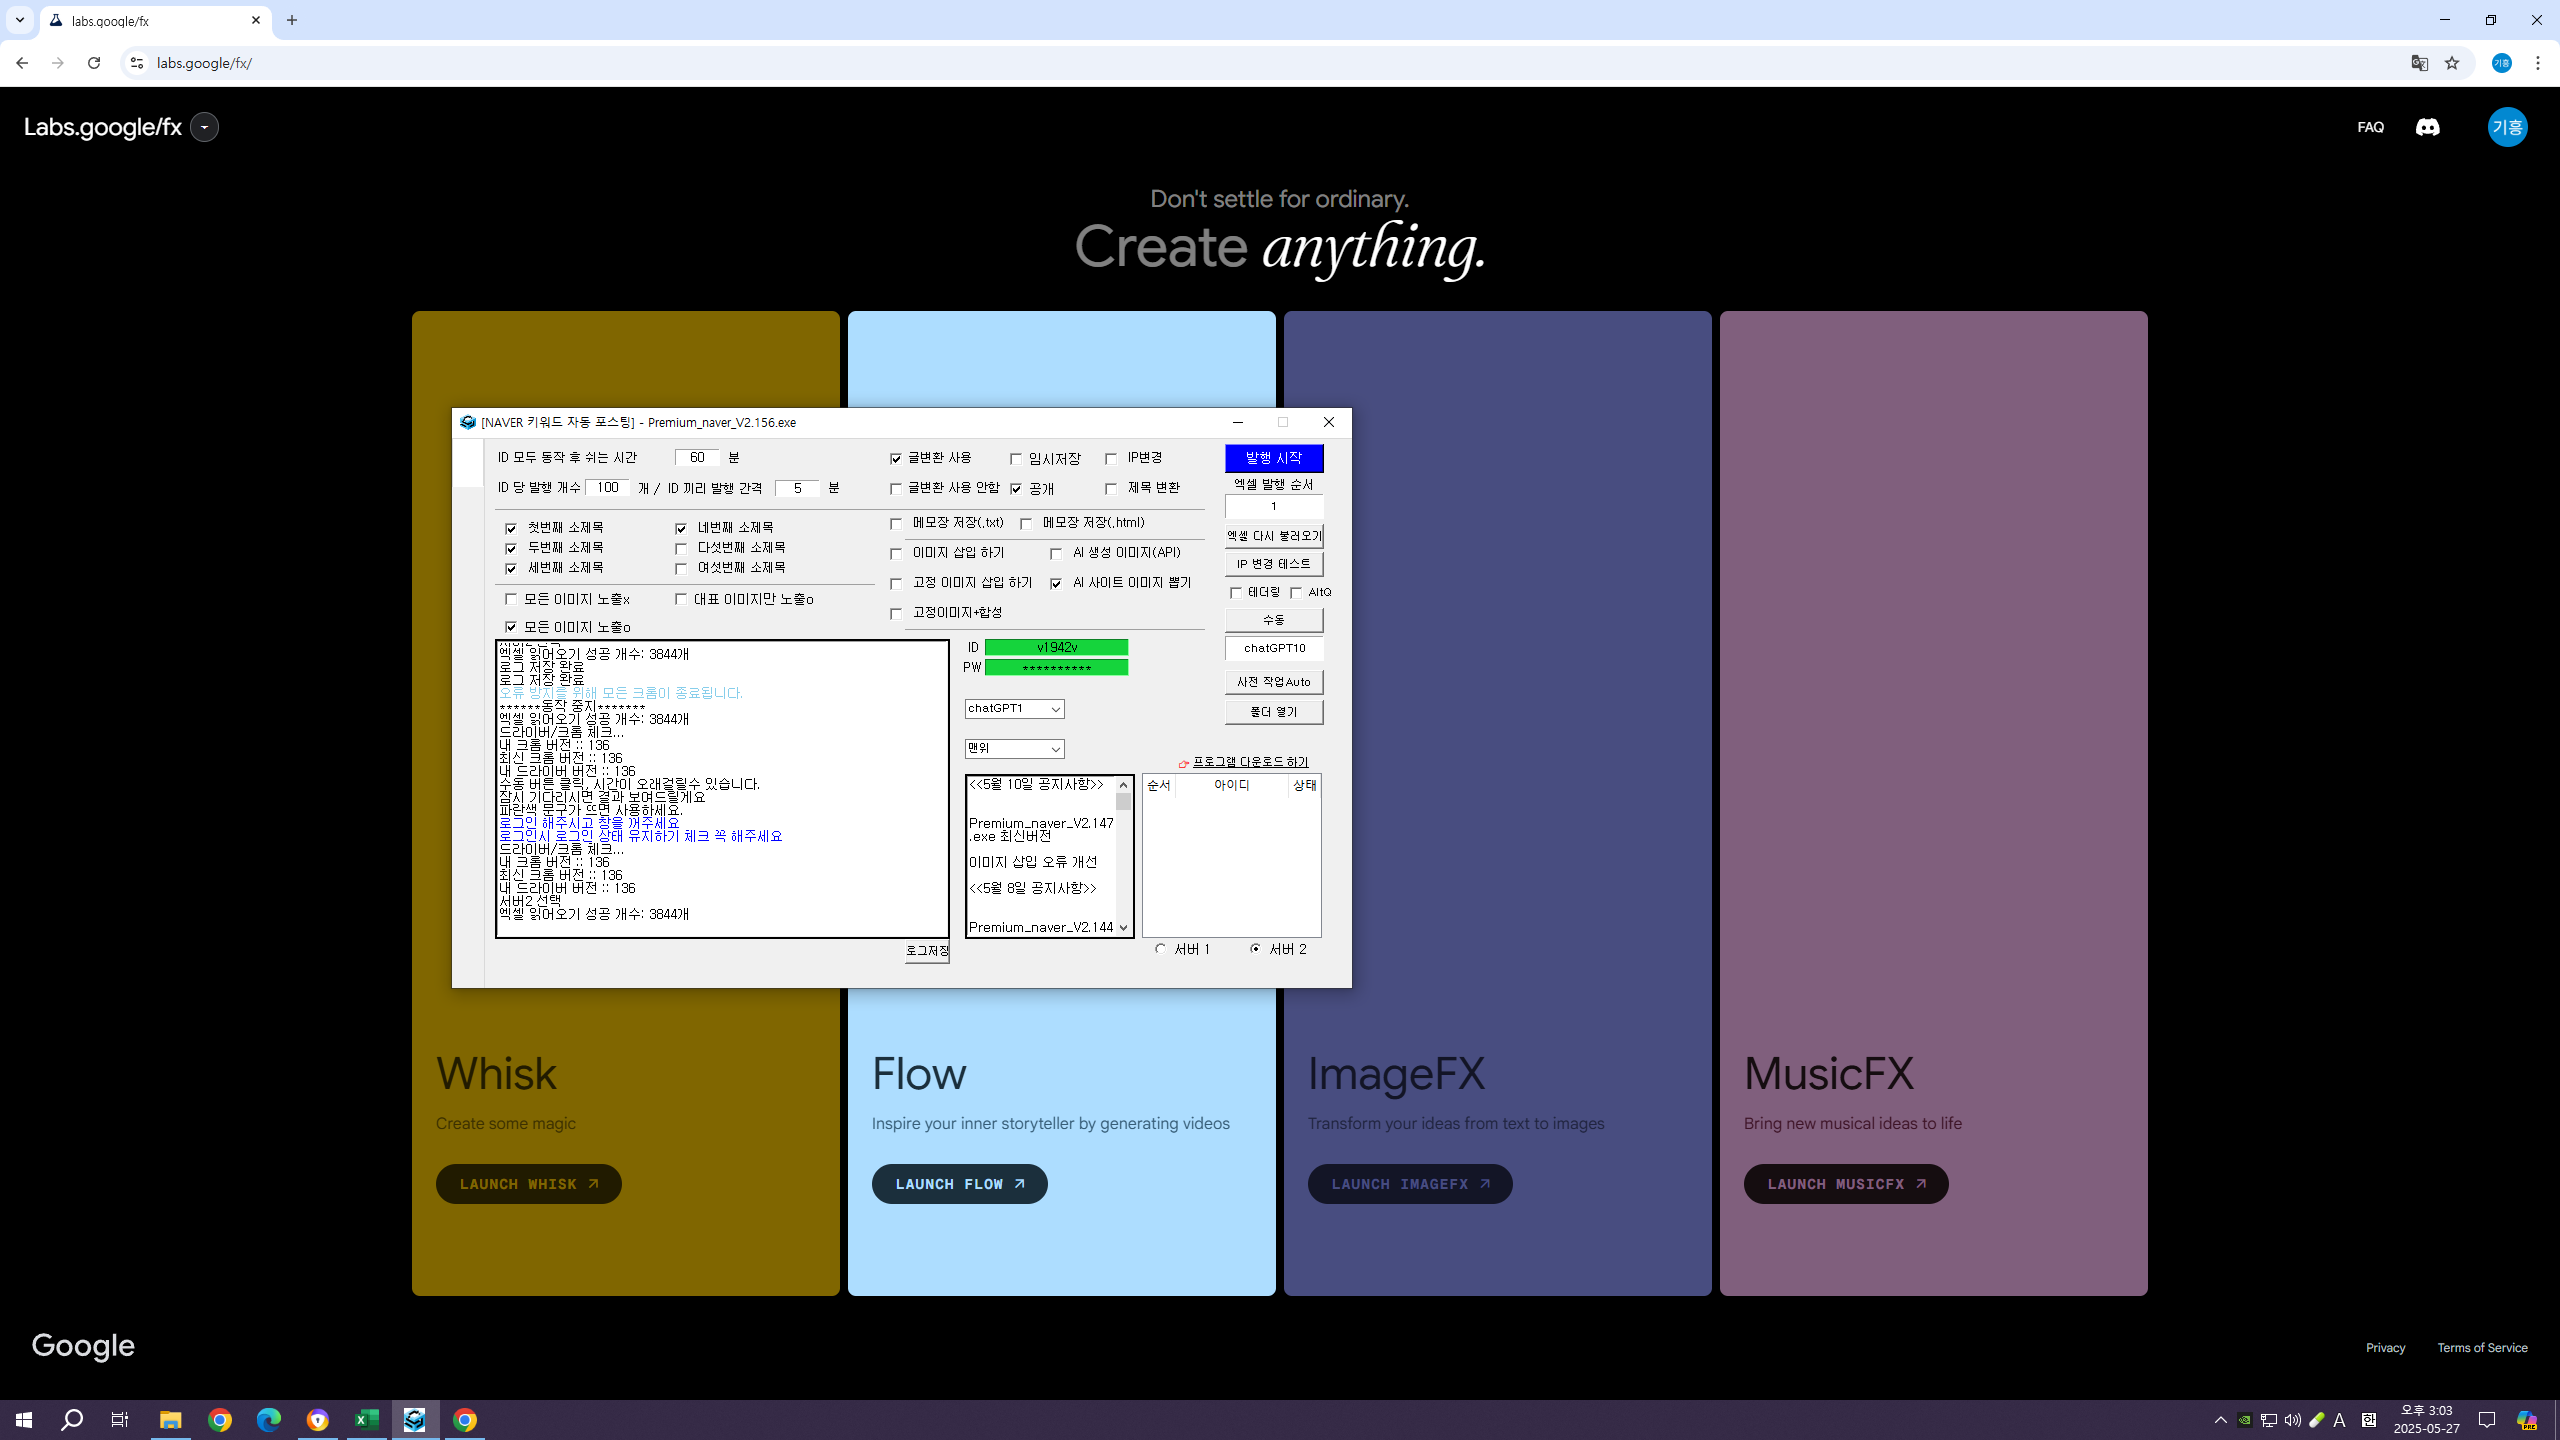 labs.google/fx
labs.google/fx/
기흥
Labs.google/fx
FAQ
기흥
Don't settle for ordinary.
Create anything.
[NAVER 키워드 자동 포스팅] - Premium_naver_V2.156.exe
ID 모두 동작 후 쉬는 시간 60 분
글변환 사용 임시저장 IP변경
발행 시작
ID 당 발행 개수 100 개 / ID 끼리 발행 간격 5 분
글변환 사용 안함 공개 제목 변환
엑셀 발행 순서
1
첫번째 소제목 네번째 소제목
메모장 저장(.txt) 메모장 저장(.html)
엑셀 다시 불러오기
두번째 소제목 다섯번째 소제목
이미지 삽입 하기 AI 생성 이미지(API)
IP 변경 테스트
세번째 소제목 여섯번째 소제목
고정 이미지 삽입 하기 AI 사이트 이미지 뽑기
테더링 AltQ
모든 이미지 노출x 대표 이미지만 노출o
고정이미지+합성
수동
모든 이미지 노출o
chatGPT10
사전 작업Auto
폴더 열기
엑셀 읽어오기 성공 개수: 3844개
로그 저장 완료
로그 저장 완료
오류 방지를 위해 모든 크롬이 종료됩니다.
******동작 중지*******
엑셀 읽어오기 성공 개수: 3844개
드라이버/크롬 체크...
내 크롬 버전 :: 136
최신 크롬 버전 :: 136
내 드라이버 버전 :: 136
수동 버튼 클릭, 시간이 오래걸릴수 있습니다.
잠시 기다리시면 결과 보여드릴게요
파란색 문구가 뜨면 사용하세요.
로그인 해주시고 창을 꺼주세요
로그인시 로그인 상태 유지하기 체크 꼭 해주세요
드라이버/크롬 체크...
내 크롬 버전 :: 136
최신 크롬 버전 :: 136
내 드라이버 버전 :: 136
서버2 선택
엑셀 읽어오기 성공 개수: 3844개
로그저장
ID v1942v
PW **********
chatGPT1
맨위
👉 프로그램 다운로드 하기
<<5월 10일 공지사항>>
Premium_naver_V2.147
.exe 최신버전
이미지 삽입 오류 개선
<<5월 8일 공지사항>>
Premium_naver_V2.144
순서 아이디 상태
서버 1 서버 2
Whisk
Create some magic
LAUNCH WHISK
Flow
Inspire your inner storyteller by generating videos
LAUNCH FLOW
ImageFX
Transform your ideas from text to images
LAUNCH IMAGEFX
MusicFX
Bring new musical ideas to life
LAUNCH MUSICFX
Google
Privacy
Terms of Service
A 한
오후 3:03
2025-05-27
PRE